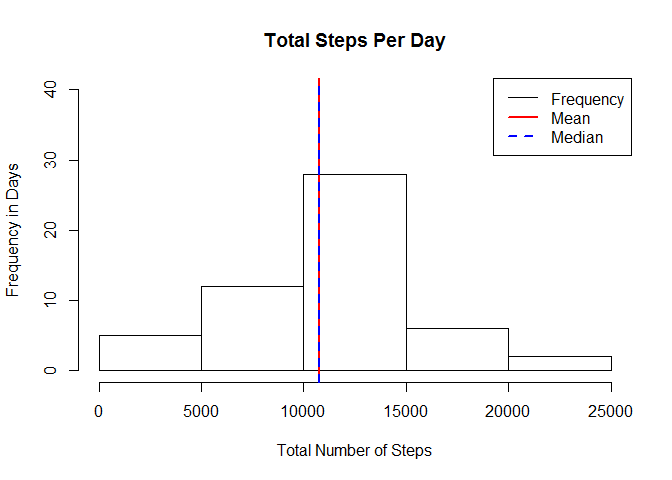 Total Steps Per Day
Frequency
Mean
Median
Frequency in Days
0
10
20
30
40
0
5000
10000
15000
20000
25000
Total Number of Steps